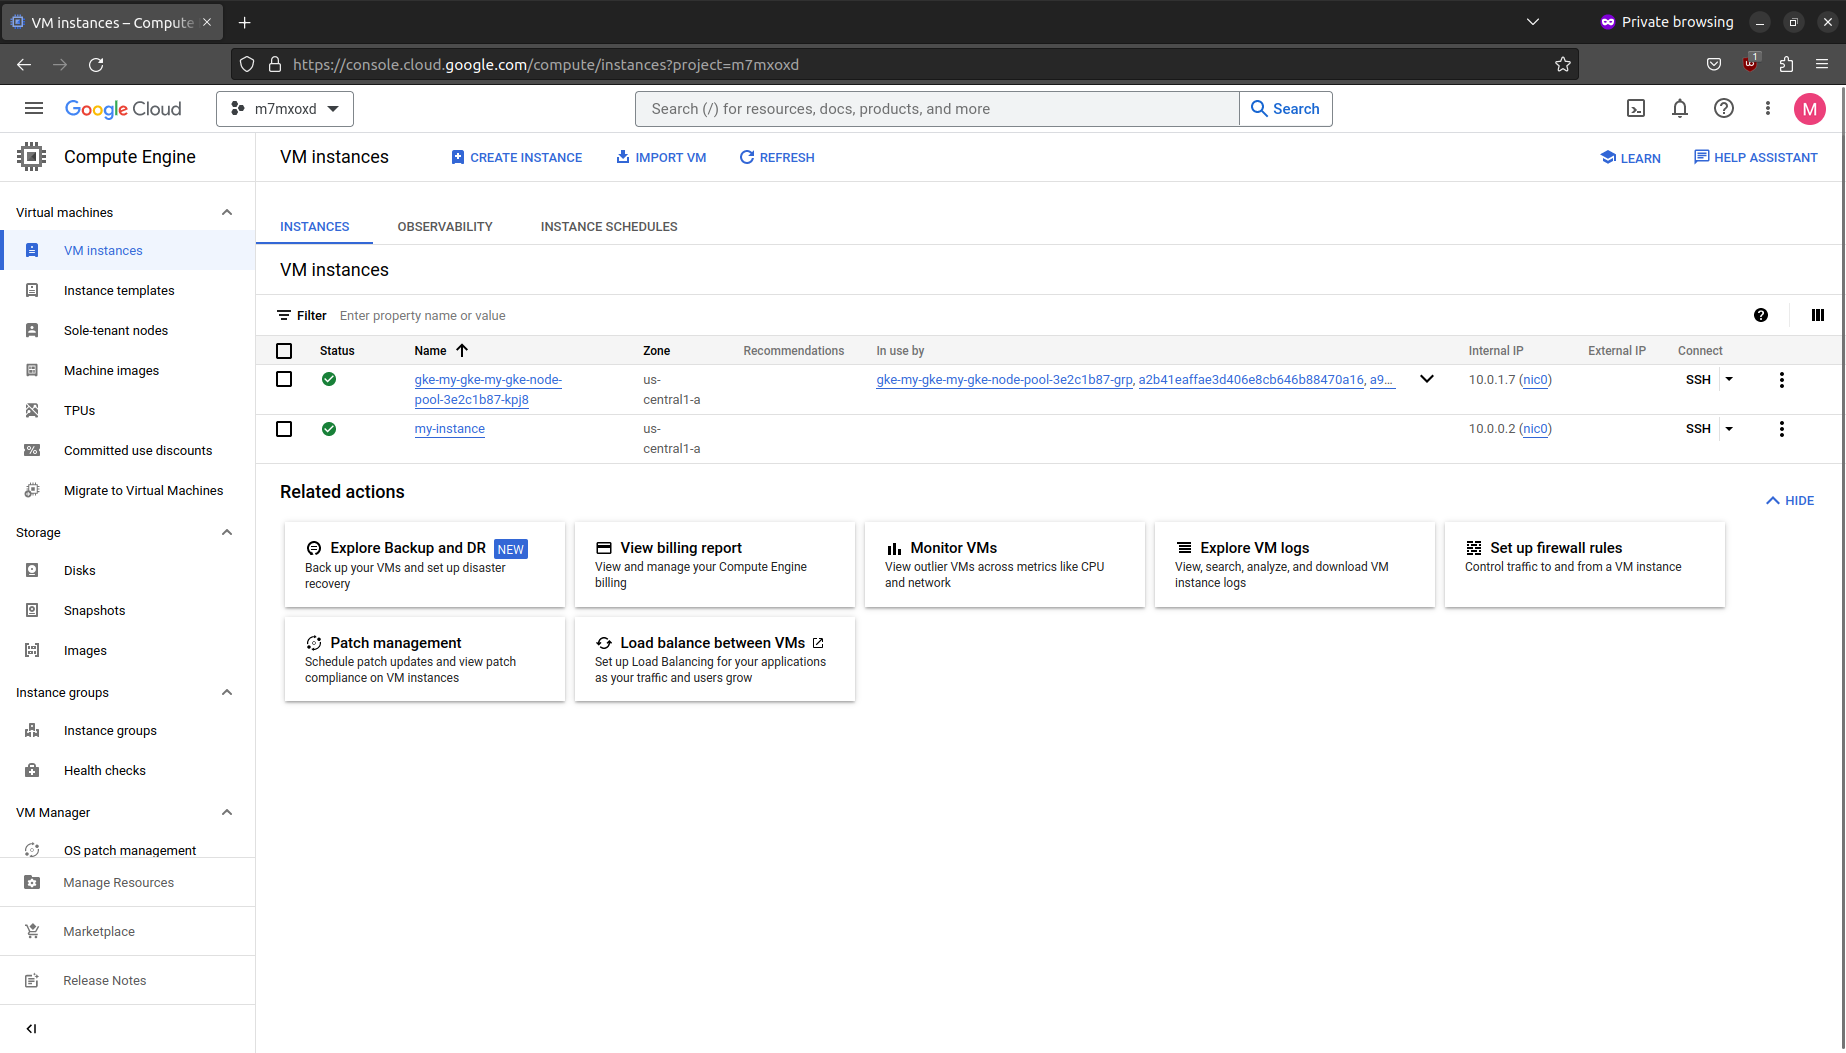 VM instances – Compute
Private browsing
https://console.cloud.google.com/compute/instances?project=m7mxoxd
1
Google Cloud
m7mxoxd
Search (/) for resources, docs, products, and more
Search
M
Compute Engine
VM instances
CREATE INSTANCE
IMPORT VM
REFRESH
LEARN
HELP ASSISTANT
Virtual machines
VM instances
Instance templates
Sole-tenant nodes
Machine images
TPUs
Committed use discounts
Migrate to Virtual Machines
Storage
Disks
Snapshots
Images
Instance groups
Instance groups
Health checks
VM Manager
OS patch management
Manage Resources
Marketplace
Release Notes
INSTANCES
OBSERVABILITY
INSTANCE SCHEDULES
VM instances
Filter Enter property name or value
Status Name Zone Recommendations In use by Internal IP External IP Connect
gke-my-gke-my-gke-node-
pool-3e2c1b87-kpj8
us-
central1-a
gke-my-gke-my-gke-node-pool-3e2c1b87-grp, a2b41eaffae3d406e8cb646b88470a16, a9...
10.0.1.7 (nic0)
SSH
my-instance
us-
central1-a
10.0.0.2 (nic0)
SSH
Related actions
HIDE
Explore Backup and DR NEW
Back up your VMs and set up disaster
recovery
View billing report
View and manage your Compute Engine
billing
Monitor VMs
View outlier VMs across metrics like CPU
and network
Explore VM logs
View, search, analyze, and download VM
instance logs
Set up firewall rules
Control traffic to and from a VM instance
Patch management
Schedule patch updates and view patch
compliance on VM instances
Load balance between VMs
Set up Load Balancing for your applications
as your traffic and users grow